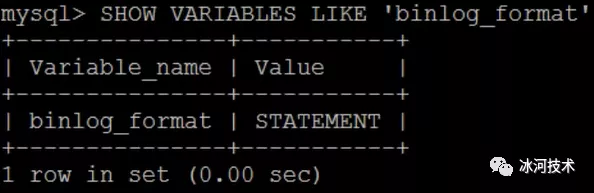 mysql> SHOW VARIABLES LIKE 'binlog_format'
+---------------+-----------+
| Variable_name | Value     |
+---------------+-----------+
| binlog_format | STATEMENT |
+---------------+-----------+
1 row in set (0.00 sec)
冰河技术